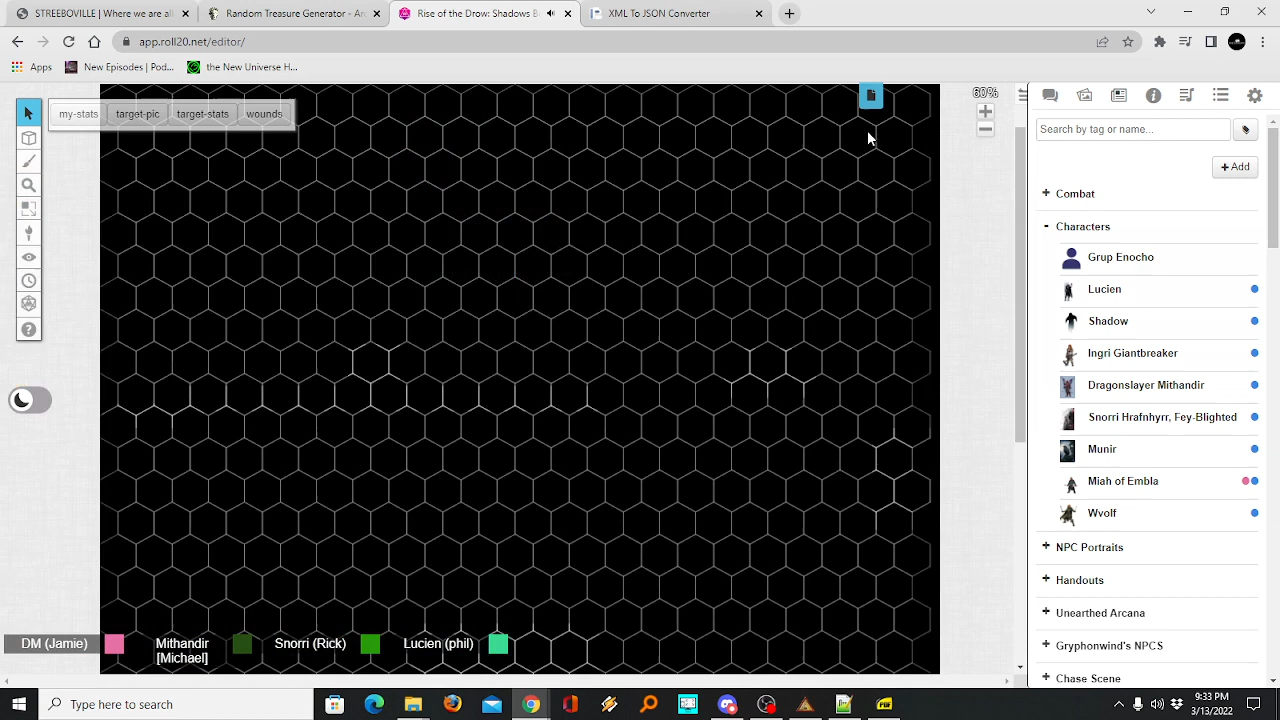 STREEBOVILLE | Where we all
Random Treasure Generator - An
Rise of the Drow: Shadows B
XML To JSON Converter
app.roll20.net/editor/
Apps
New Episodes | Pod...
the New Universe H...
my-stats
target-pic
target-stats
wounds
60%
Search by tag or name...
+ Add
+ Combat
- Characters
Grup Enocho
Lucien
Shadow
Ingri Giantbreaker
Dragonslayer Mithandir
Snorri Hrafnhyrr, Fey-Blighted
Munir
Miah of Embla
Wvolf
+ NPC Portraits
+ Handouts
+ Unearthed Arcana
+ Gryphonwind's NPCS
+ Chase Scene
DM (Jamie)
Mithandir
[Michael]
Snorri (Rick)
Lucien (phil)
Type here to search
9:33 PM
3/13/2022